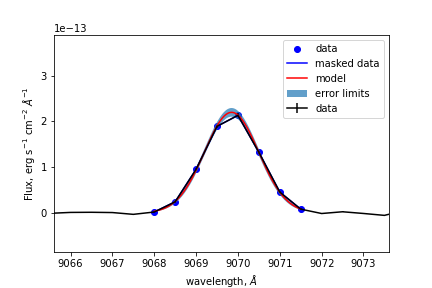 1e−13
data
masked data
model
error limits
data
Flux, erg s⁻¹ cm⁻² Å⁻¹
3
2
1
0
9066 9067 9068 9069 9070 9071 9072 9073
wavelength, Å